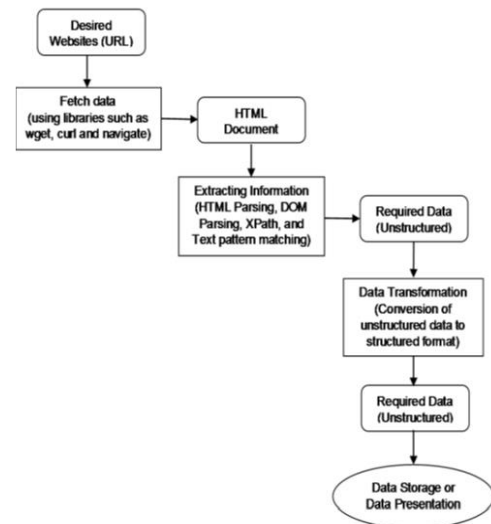 Desired
Websites (URL)
Fetch data
(using libraries such as
wget, curl and navigate)
HTML
Document
Extracting Information
(HTML Parsing, DOM
Parsing, XPath, and
Text pattern matching)
Required Data
(Unstructured)
Data Transformation
(Conversion of
unstructured data to
structured format)
Required Data
(Unstructured)
Data Storage or
Data Presentation